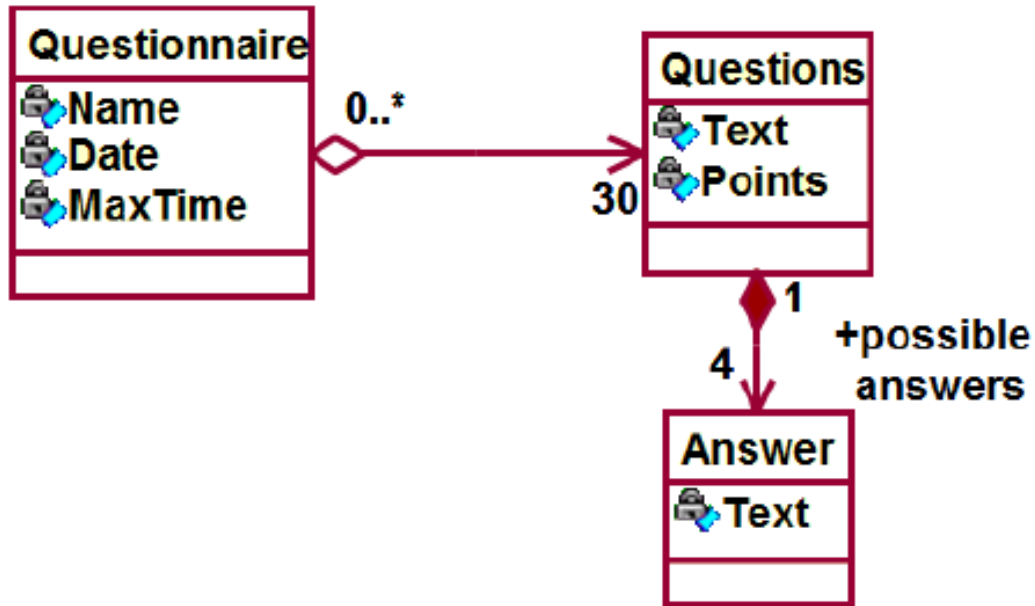 Questionnaire
Name
Date
MaxTime
0..*
30
Questions
Text
Points
1
+possible
answers
4
Answer
Text